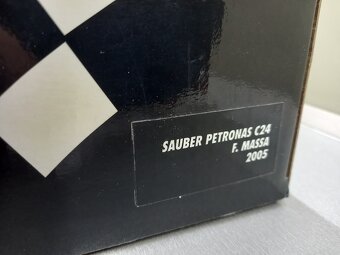 SAUBER PETRONAS C24
F. MASSA
2005